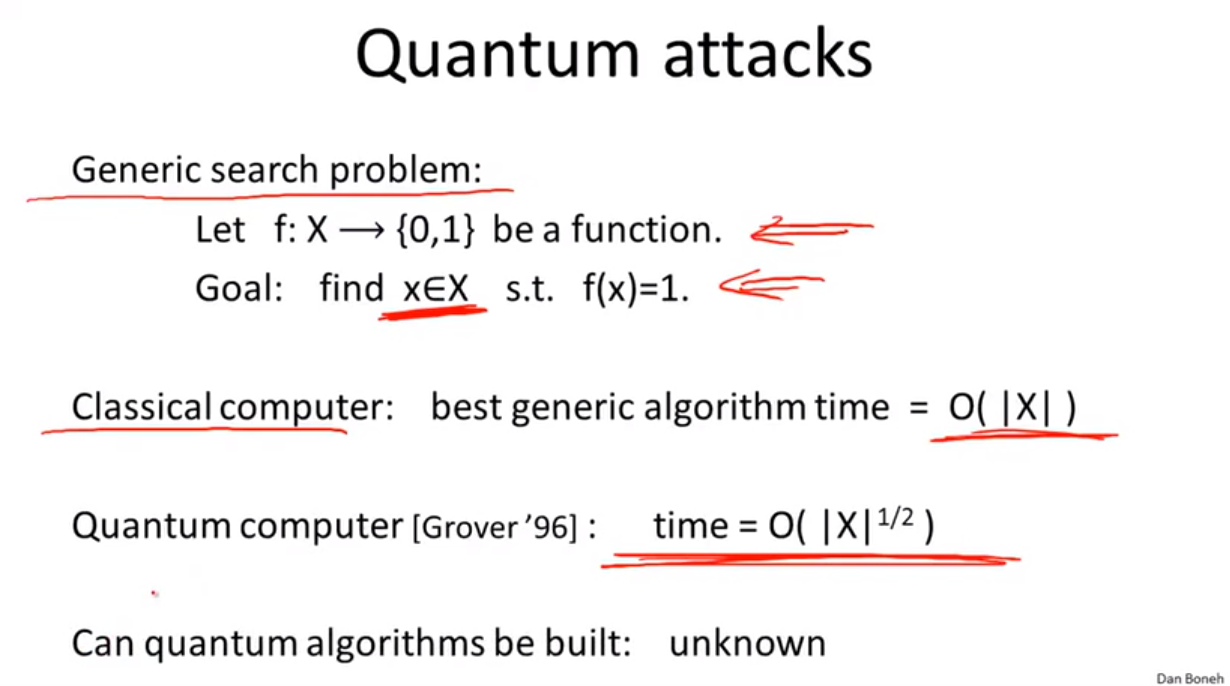 Quantum attacks
Generic search problem:
Let f: X ⟶ {0,1} be a function.
Goal: find x∈X s.t. f(x)=1.
Classical computer: best generic algorithm time = O( |X| )
Quantum computer [Grover ’96] : time = O( |X|^1/2 )
Can quantum algorithms be built: unknown
Dan Boneh